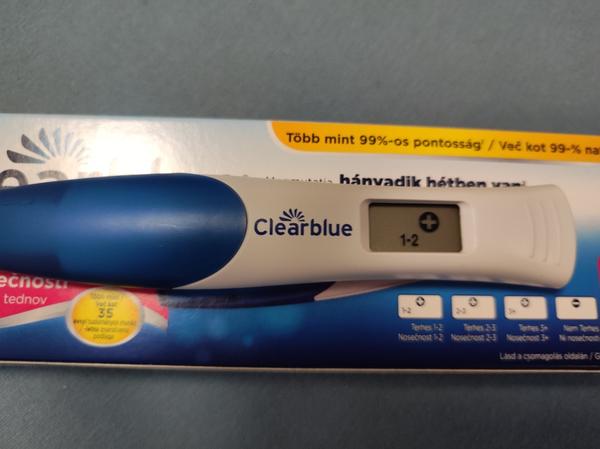 Több mint 99%-os pontosság / Več kot 99-% na
hányadik hétben van
Clearblue
1-2
ečnosti
tednov
Több mint /
Več kot
35
1-2
2-3
3+
Terhes 1-2
Nosečnost 1-2
Terhes 2-3
Nosečnost 2-3
Terhes 3+
Nosečnost 3+
Nem Terhes
Ni nosečnost
Lásd a csomagolás oldalán / G